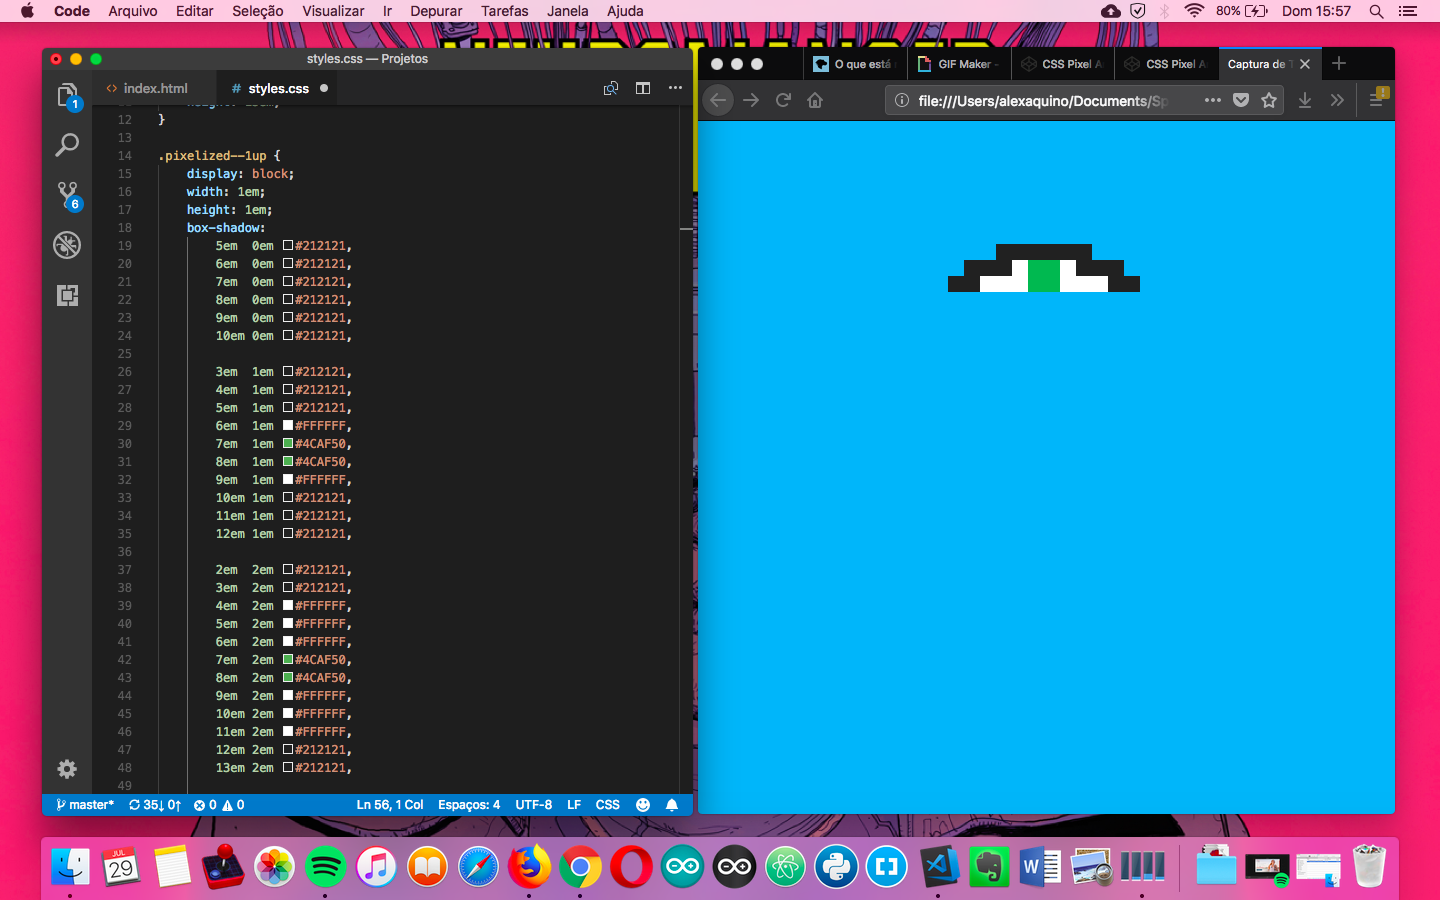 Code Arquivo Editar Seleção Visualizar Ir Depurar Tarefas Janela Ajuda 80% Dom 15:57
styles.css — Projetos
index.html # styles.css
O que está
GIF Maker -
CSS Pixel A
CSS Pixel A
Captura de T
file:///Users/alexaquino/Documents/Sp
12 }
13
14 .pixelized--1up {
15 display: block;
16 width: 1em;
17 height: 1em;
18 box-shadow:
19 5em 0em #212121,
20 6em 0em #212121,
21 7em 0em #212121,
22 8em 0em #212121,
23 9em 0em #212121,
24 10em 0em #212121,
25
26 3em 1em #212121,
27 4em 1em #212121,
28 5em 1em #212121,
29 6em 1em #FFFFFF,
30 7em 1em #4CAF50,
31 8em 1em #4CAF50,
32 9em 1em #FFFFFF,
33 10em 1em #212121,
34 11em 1em #212121,
35 12em 1em #212121,
36
37 2em 2em #212121,
38 3em 2em #212121,
39 4em 2em #FFFFFF,
40 5em 2em #FFFFFF,
41 6em 2em #FFFFFF,
42 7em 2em #4CAF50,
43 8em 2em #4CAF50,
44 9em 2em #FFFFFF,
45 10em 2em #FFFFFF,
46 11em 2em #FFFFFF,
47 12em 2em #212121,
48 13em 2em #212121,
49
1
6
master* 35↓ 0↑ 0 0 Ln 56, 1 Col Espaços: 4 UTF-8 LF CSS
JUL
29